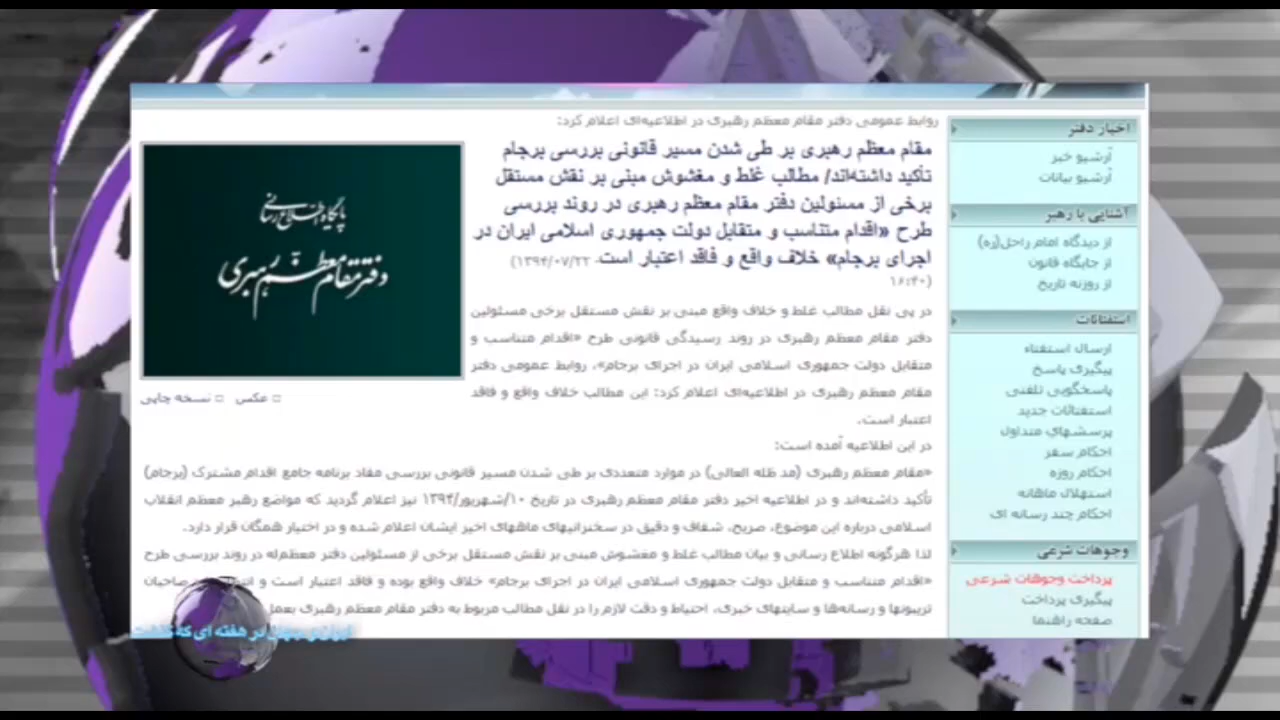 روابط عمومی دفتر مقام معظم رهبری در اطلاعیه‌ای اعلام کرد:
مقام معظم رهبری بر طی شدن مسیر قانونی بررسی برجام
تأکید داشته‌اند/ مطالب غلط و مغشوش مبنی بر نقش مستقل
برخی از مسئولین دفتر مقام معظم رهبری در روند بررسی
طرح «اقدام متناسب و متقابل دولت جمهوری اسلامی ایران در
اجرای برجام» خلاف واقع و فاقد اعتبار است- (۱۳۹۴/۰۷/۲۲
۱۶:۴۰)
در پی نقل مطالب غلط و خلاف واقع مبنی بر نقش مستقل برخی مسئولین
دفتر مقام معظم رهبری در روند رسیدگی قانونی طرح «اقدام متناسب و
متقابل دولت جمهوری اسلامی ایران در اجرای برجام»، روابط عمومی دفتر
مقام معظم رهبری در اطلاعیه‌ای اعلام کرد: این مطالب خلاف واقع و فاقد
اعتبار است.
در این اطلاعیه آمده است:
«مقام معظم رهبری (مد ظله العالی) در موارد متعددی بر طی شدن مسیر قانونی بررسی مفاد برنامه جامع اقدام مشترک (برجام)
تأکید داشته‌اند و در اطلاعیه اخیر دفتر مقام معظم رهبری در تاریخ ۱۰/شهریور/۱۳۹۴ نیز اعلام گردید که مواضع رهبر معظم انقلاب
اسلامی درباره این موضوع، صریح، شفاف و دقیق در سخنرانیهای ماههای اخیر ایشان اعلام شده و در اختیار همگان قرار دارد.
لذا هرگونه اطلاع رسانی و بیان مطالب غلط و مغشوش مبنی بر نقش مستقل برخی از مسئولین دفتر معظم‌له در روند بررسی طرح
«اقدام متناسب و متقابل دولت جمهوری اسلامی ایران در اجرای برجام» خلاف واقع بوده و فاقد اعتبار است و صاحبان
تریبونها و رسانه‌ها و سایتهای خبری، احتیاط و دقت لازم را در نقل مطالب مربوط به دفتر مقام معظم رهبری بعمل
پایگاه اطلاع رسانی
دفتر مقام معظم رهبری
عکس نسخه چاپی
اخبار دفتر
آرشیو خبر
آرشیو بیانات
آشنایی با رهبر
از دیدگاه امام راحل(ره)
از جایگاه قانون
از روزنه تاریخ
استفتائات
ارسال استفتاء
پیگیری پاسخ
پاسخگویی تلفنی
استفتائات جدید
پرسشهای متداول
احکام سفر
احکام روزه
استهلال ماهانه
احکام چند رسانه ای
وجوهات شرعی
پرداخت وجوهات شرعی
پیگیری پرداخت
صفحه راهنما
ایران و جهان در هفته ای که گذشت